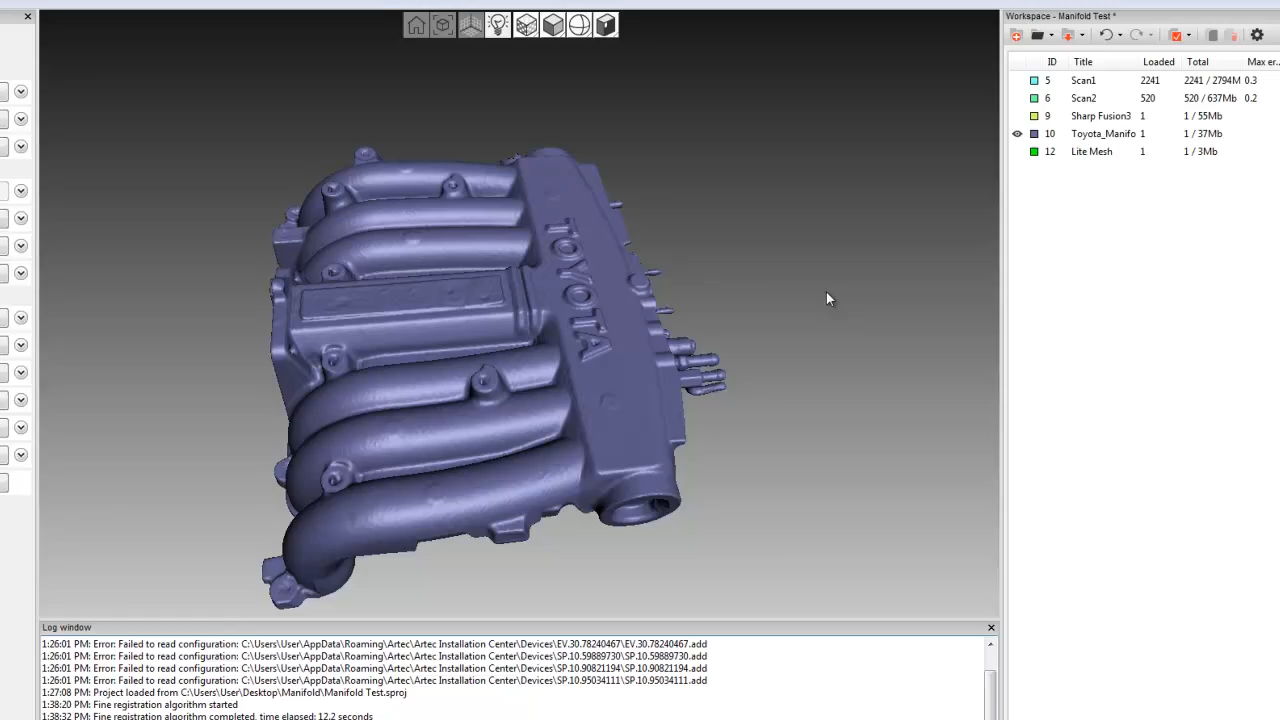 Workspace - Manifold Test *
ID Title Loaded Total Max er...
5 Scan1 2241 2241 / 2794M 0.3
6 Scan2 520 520 / 637Mb 0.2
9 Sharp Fusion3 1 1 / 55Mb
10 Toyota_Manifo 1 1 / 37Mb
12 Lite Mesh 1 1 / 3Mb
TOYOTA
Log window
1:26:01 PM: Error: Failed to read configuration: C:\Users\User\AppData\Roaming\Artec\Artec Installation Center\Devices\EV.30.78240467\EV.30.78240467.add
1:26:01 PM: Error: Failed to read configuration: C:\Users\User\AppData\Roaming\Artec\Artec Installation Center\Devices\SP.10.59889730\SP.10.59889730.add
1:26:01 PM: Error: Failed to read configuration: C:\Users\User\AppData\Roaming\Artec\Artec Installation Center\Devices\SP.10.90821194\SP.10.90821194.add
1:26:01 PM: Error: Failed to read configuration: C:\Users\User\AppData\Roaming\Artec\Artec Installation Center\Devices\SP.10.95034111\SP.10.95034111.add
1:27:08 PM: Project loaded from C:\Users\User\Desktop\Manifold\Manifold Test.sproj
1:38:20 PM: Fine registration algorithm started
1:38:32 PM: Fine registration algorithm completed, time elapsed: 12.2 seconds